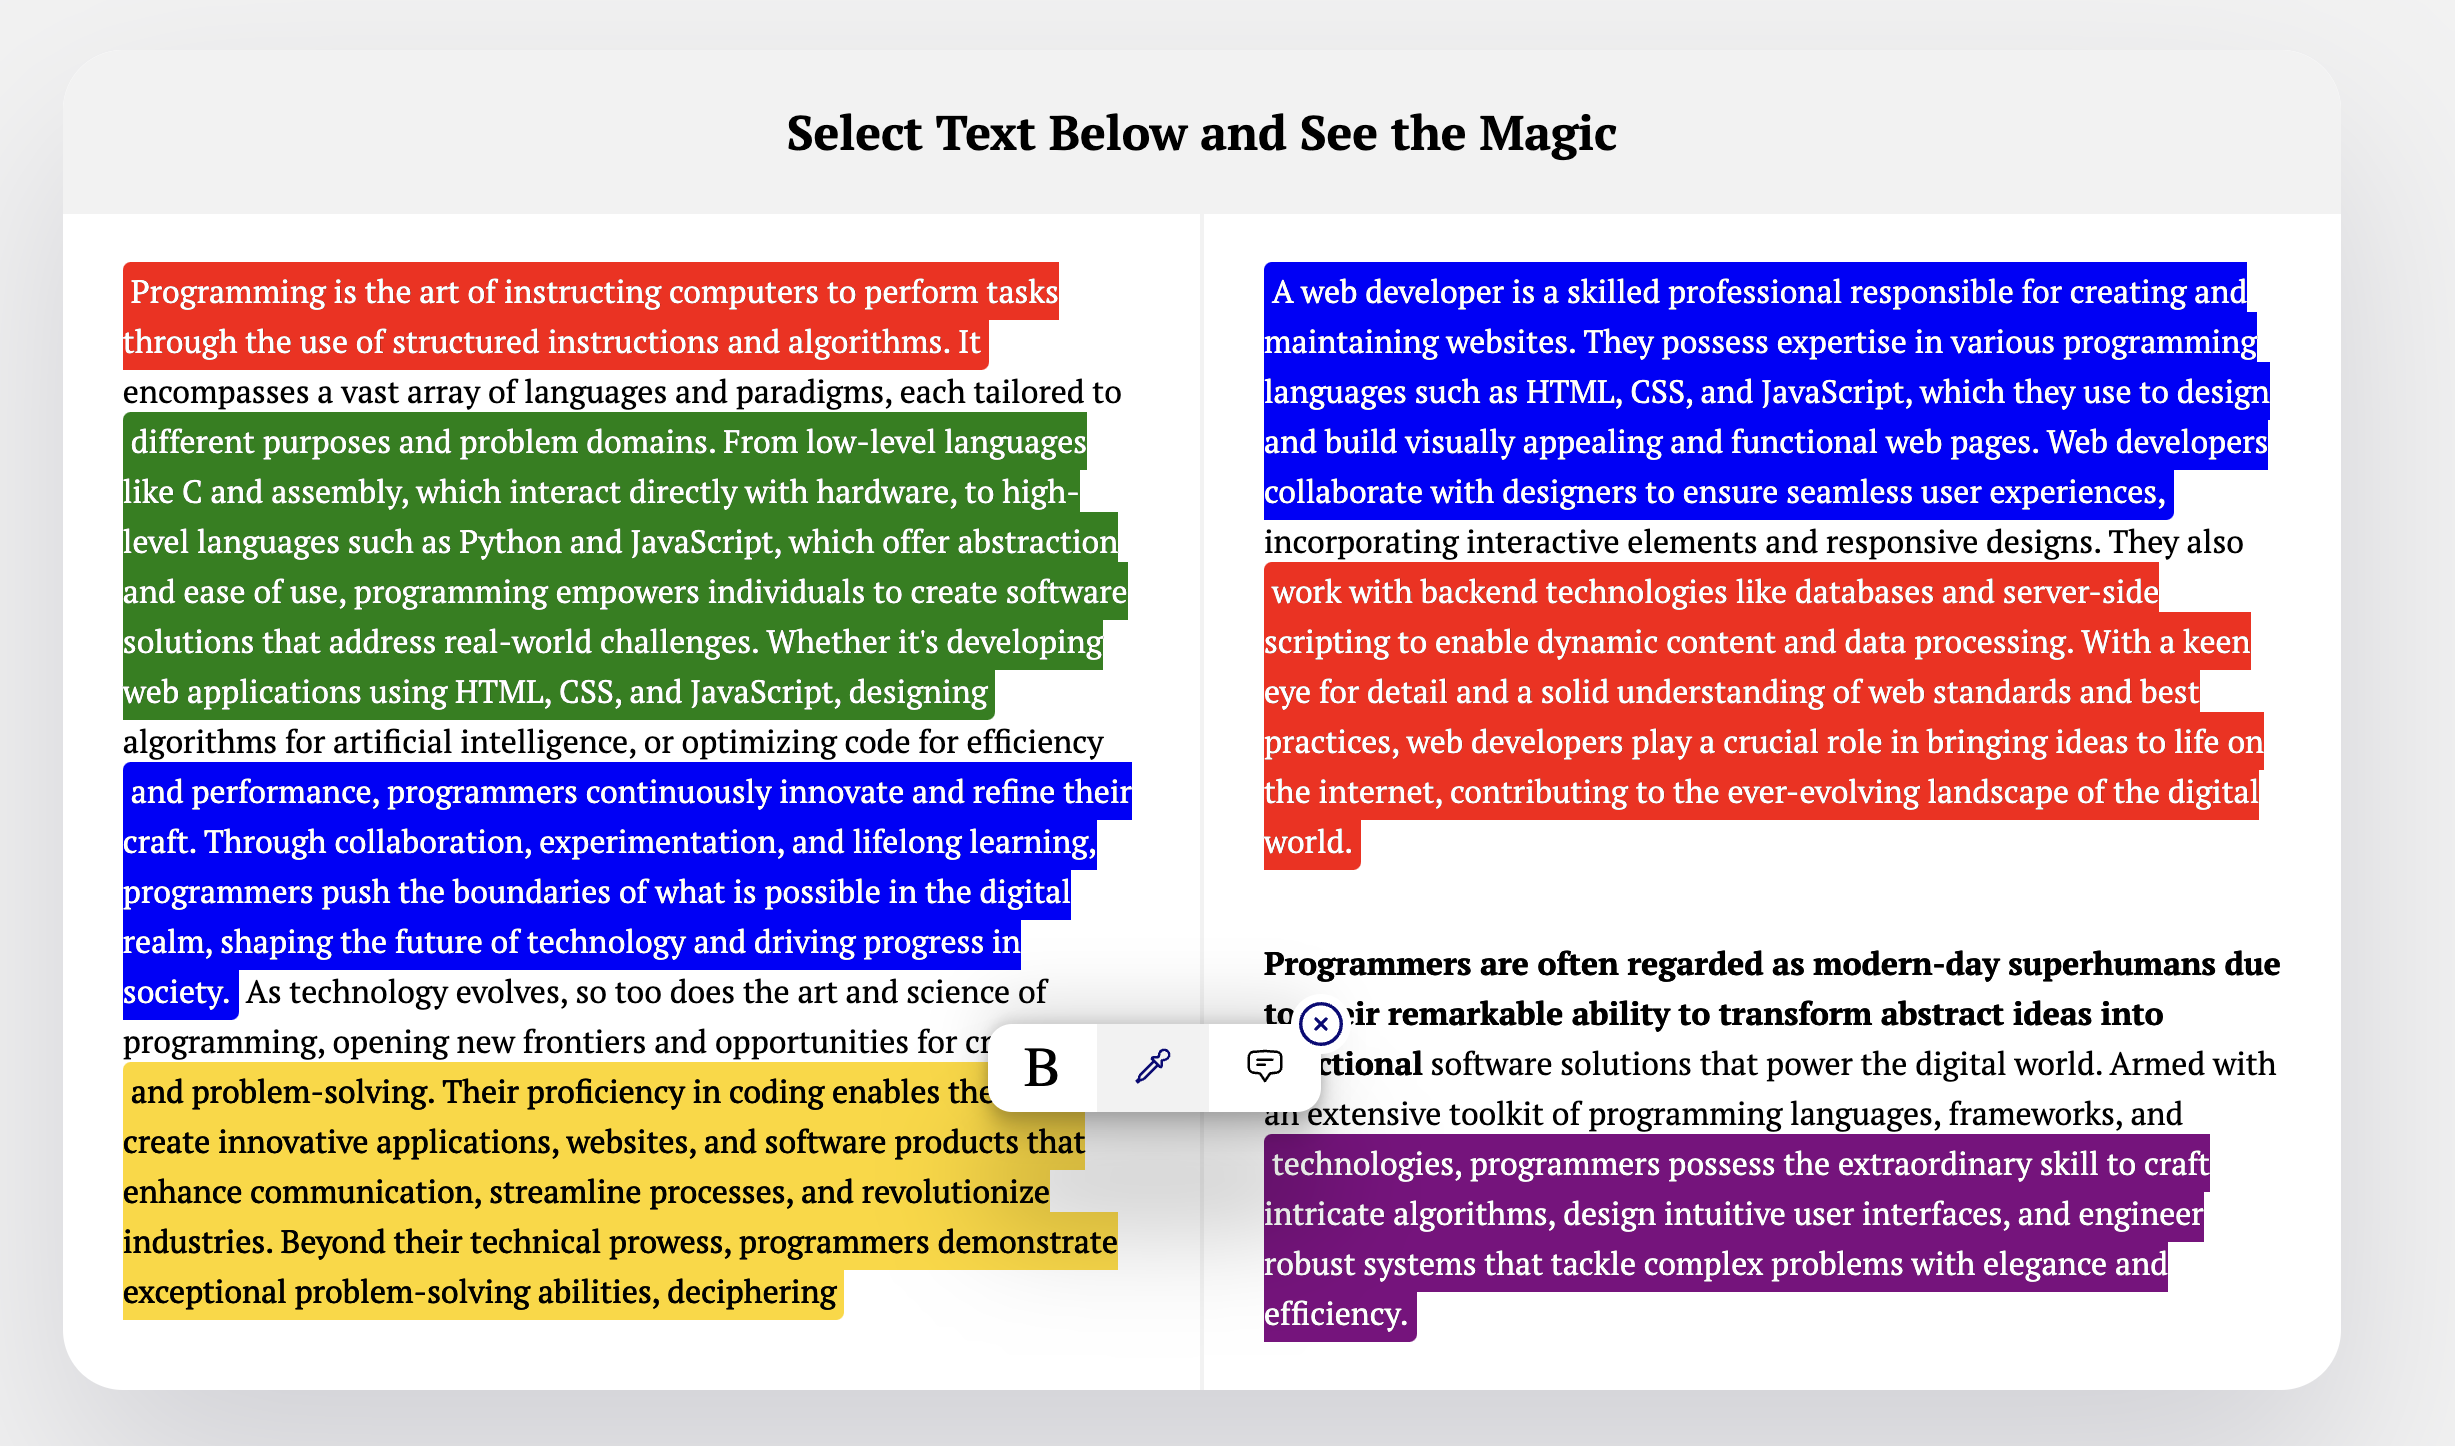 Select Text Below and See the Magic
Programming is the art of instructing computers to perform tasks
through the use of structured instructions and algorithms. It
encompasses a vast array of languages and paradigms, each tailored to
different purposes and problem domains. From low-level languages
like C and assembly, which interact directly with hardware, to high-
level languages such as Python and JavaScript, which offer abstraction
and ease of use, programming empowers individuals to create software
solutions that address real-world challenges. Whether it's developing
web applications using HTML, CSS, and JavaScript, designing
algorithms for artificial intelligence, or optimizing code for efficiency
and performance, programmers continuously innovate and refine their
craft. Through collaboration, experimentation, and lifelong learning,
programmers push the boundaries of what is possible in the digital
realm, shaping the future of technology and driving progress in
society. As technology evolves, so too does the art and science of
programming, opening new frontiers and opportunities for
and problem-solving. Their proficiency in coding enables
create innovative applications, websites, and software products that
enhance communication, streamline processes, and revolutionize
industries. Beyond their technical prowess, programmers demonstrate
exceptional problem-solving abilities, deciphering
B
A web developer is a skilled professional responsible for creating and
maintaining websites. They possess expertise in various programming
languages such as HTML, CSS, and JavaScript, which they use to design
and build visually appealing and functional web pages. Web developers
collaborate with designers to ensure seamless user experiences,
incorporating interactive elements and responsive designs. They also
work with backend technologies like databases and server-side
scripting to enable dynamic content and data processing. With a keen
eye for detail and a solid understanding of web standards and best
practices, web developers play a crucial role in bringing ideas to life on
the internet, contributing to the ever-evolving landscape of the digital
world.
Programmers are often regarded as modern-day superhumans due
to remarkable ability to transform abstract ideas into
software solutions that power the digital world. Armed with
an extensive toolkit of programming languages, frameworks, and
technologies, programmers possess the extraordinary skill to craft
intricate algorithms, design intuitive user interfaces, and engineer
robust systems that tackle complex problems with elegance and
efficiency.